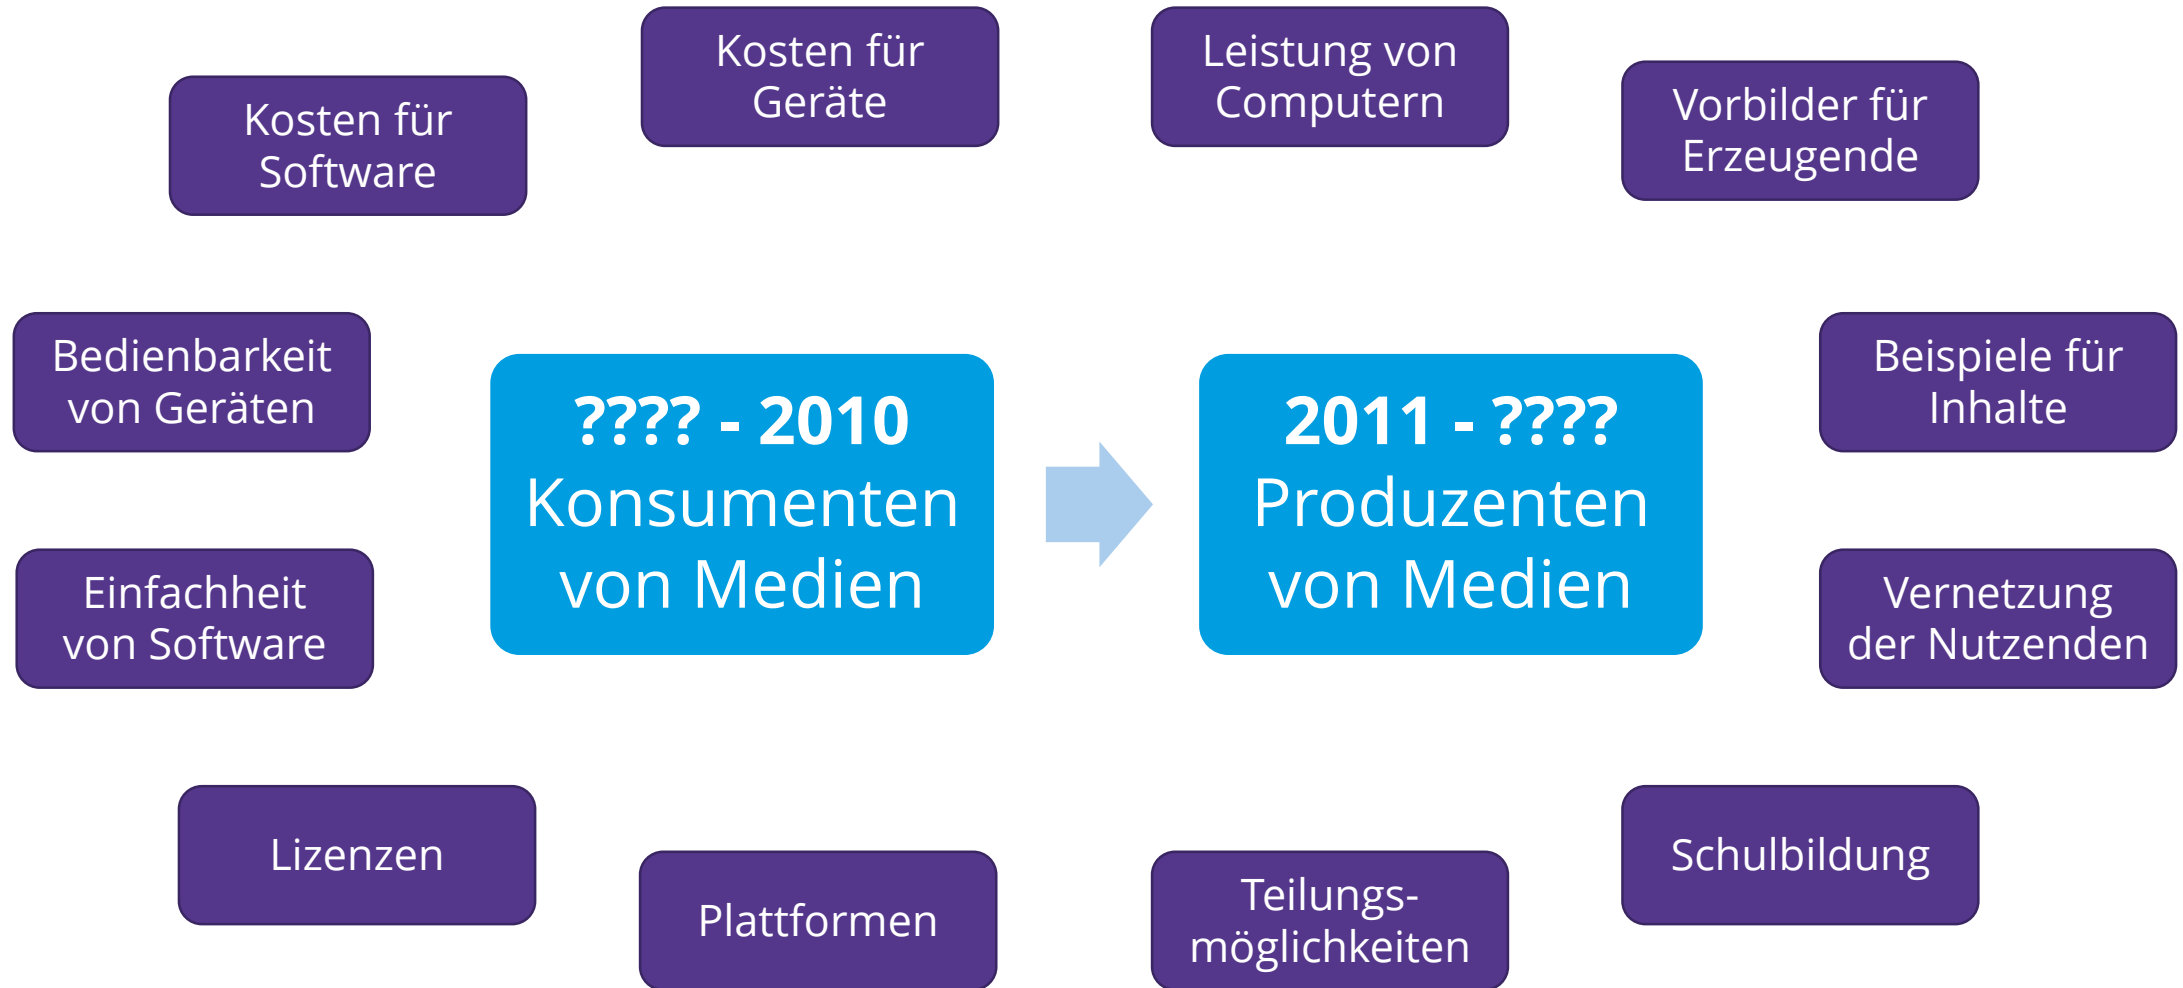 Kosten für
Geräte
Leistung von
Computern
Kosten für
Software
Vorbilder für
Erzeugende
Bedienbarkeit
von Geräten
???? - 2010
Konsumenten
von Medien
2011 - ????
Produzenten
von Medien
Beispiele für
Inhalte
Einfachheit
von Software
Vernetzung
der Nutzenden
Lizenzen
Plattformen
Teilungs-
möglichkeiten
Schulbildung